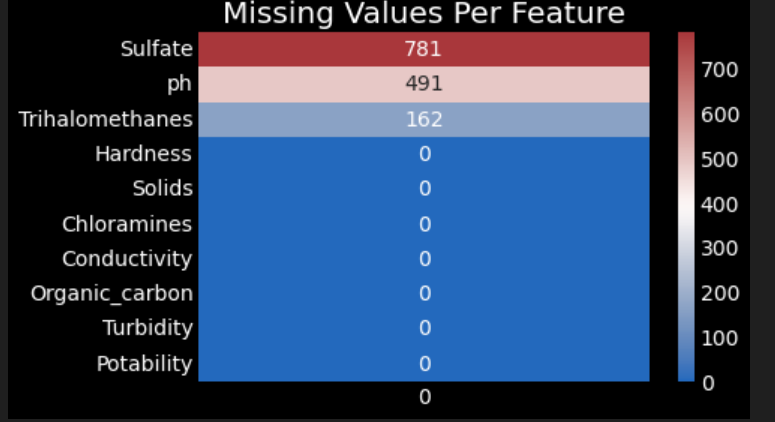 Missing Values Per Feature
Sulfate 781
ph 491
Trihalomethanes 162
Hardness 0
Solids 0
Chloramines 0
Conductivity 0
Organic_carbon 0
Turbidity 0
Potability 0
0
700
600
500
400
300
200
100
0